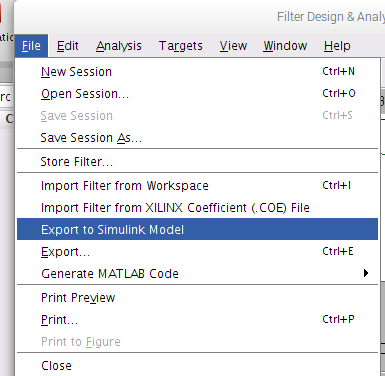 Filter Design & Analy
File Edit Analysis Targets View Window Help
New Session Ctrl+N
Open Session... Ctrl+O
Save Session Ctrl+S
Save Session As...
Store Filter...
Import Filter from Workspace Ctrl+I
Import Filter from XILINX Coefficient (.COE) File
Export to Simulink Model
Export... Ctrl+E
Generate MATLAB Code
Print Preview
Print... Ctrl+P
Print to Figure
Close